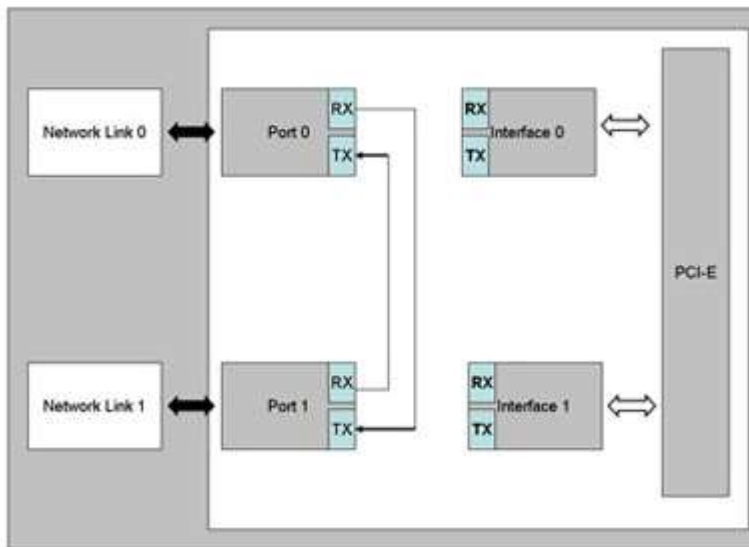 Network Link 0
Port 0
RX
TX
RX
TX
Interface 0
PCI-E
Network Link 1
Port 1
RX
TX
RX
TX
Interface 1